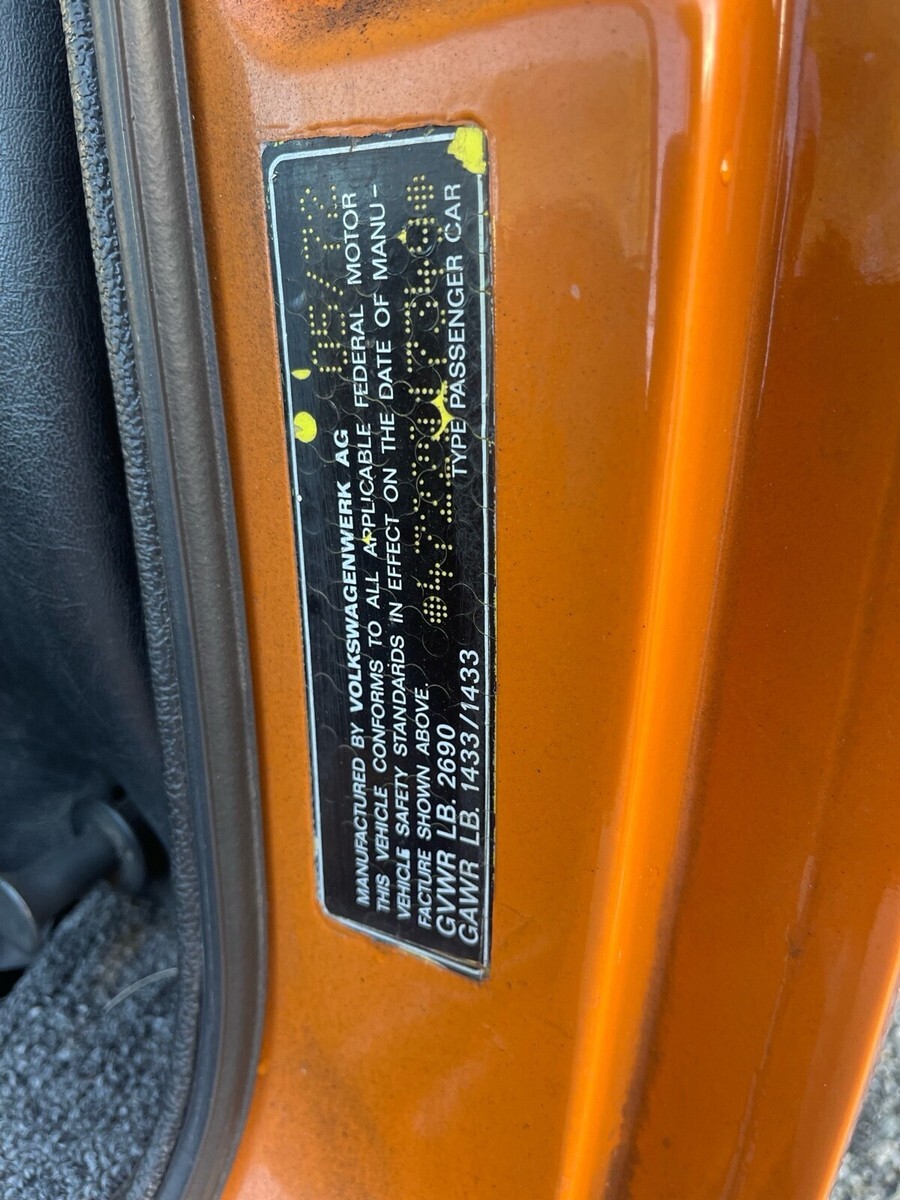 MANUFACTURED BY VOLKSWAGENWERK AG 05/72
THIS VEHICLE CONFORMS TO ALL APPLICABLE FEDERAL MOTOR
VEHICLE SAFETY STANDARDS IN EFFECT ON THE DATE OF MANU-
FACTURE SHOWN ABOVE. 4722917840
GVWR LB. 2690 TYPE PASSENGER CAR
GAWR LB. 1433/1433